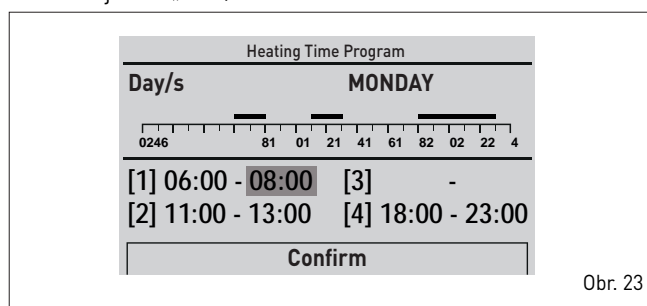 Heating Time Program
Day/s MONDAY
0246 81 01 21 41 61 82 02 22 4
[1] 06:00 - 08:00 [3] -
[2] 11:00 - 13:00 [4] 18:00 - 23:00
Confirm
Obr. 23